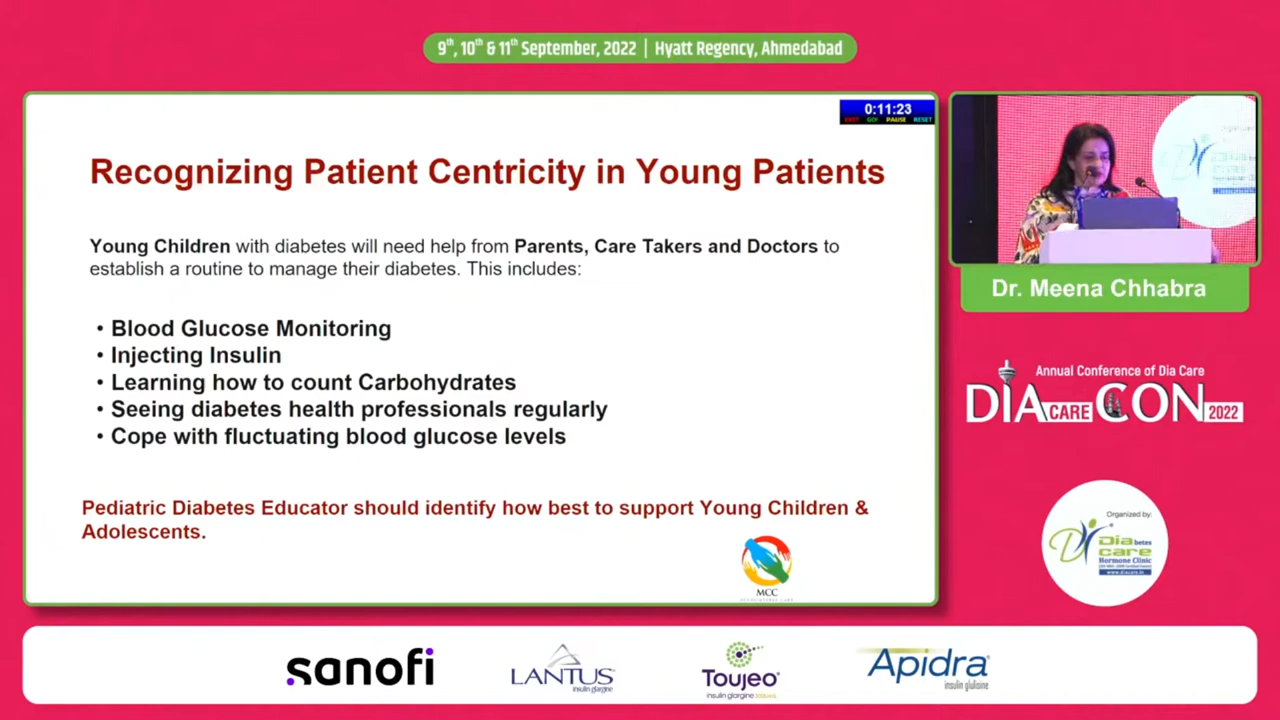 9th, 10th & 11th September, 2022 | Hyatt Regency, Ahmedabad
0:11:23
EXIT GO! PAUSE RESET
Recognizing Patient Centricity in Young Patients
Young Children with diabetes will need help from Parents, Care Takers and Doctors to
establish a routine to manage their diabetes. This includes:
• Blood Glucose Monitoring
• Injecting Insulin
• Learning how to count Carbohydrates
• Seeing diabetes health professionals regularly
• Cope with fluctuating blood glucose levels
Pediatric Diabetes Educator should identify how best to support Young Children &
Adolescents.
MCC
Dr. Meena Chhabra
Annual Conference of Dia Care
DIA CARE CON 2022
Organized by:
Diabetes
care
Hormone Clinic
www.diacare.in
sanofi
LANTUS
insulin glargine
Toujeo
insulin glargine
Apidra
insulin glulisine